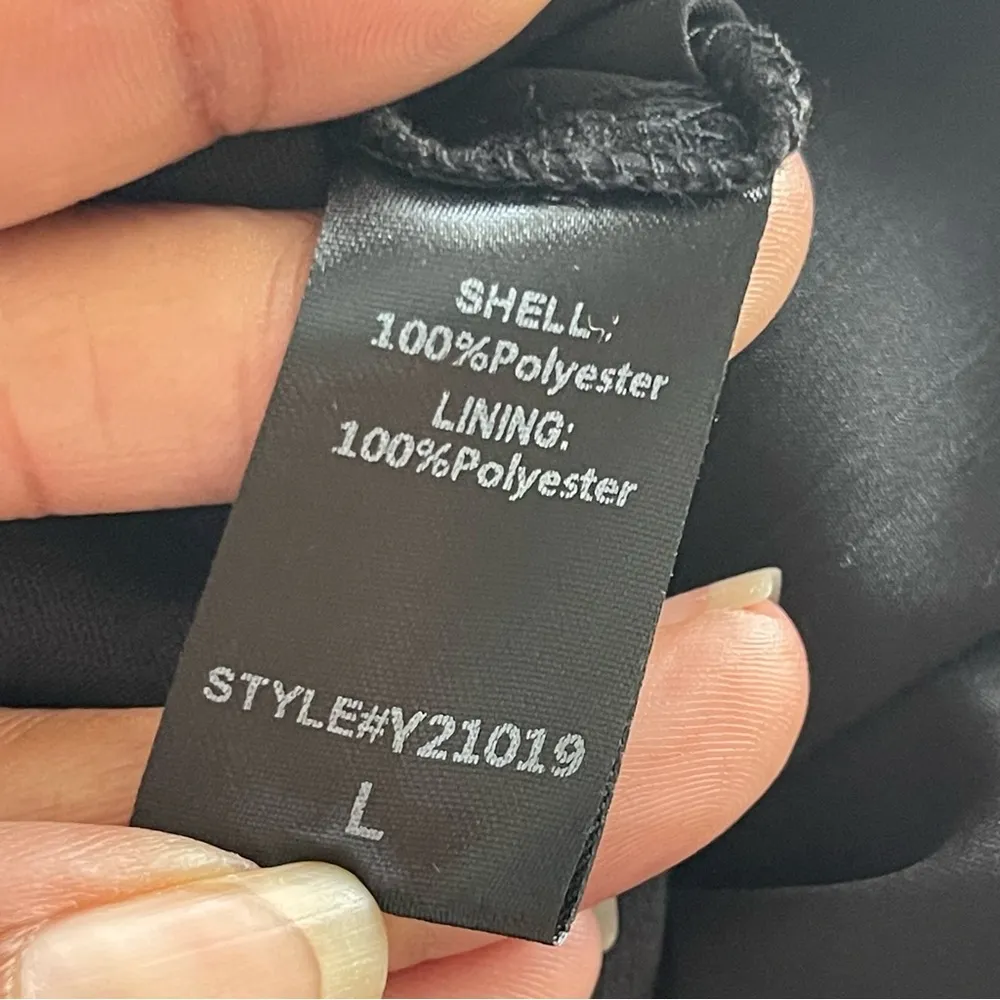 SHELL:
100%Polyester
LINING:
100%Polyester
STYLE#Y21019
L